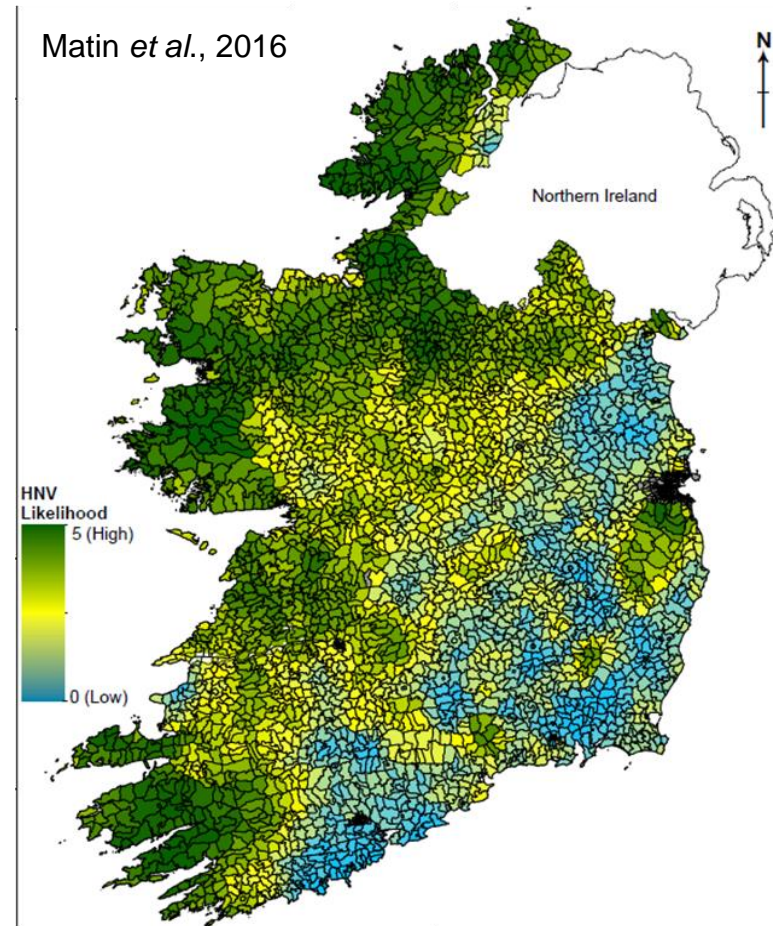 Matin et al., 2016
N
Northern Ireland
HNV
Likelihood
5 (High)
0 (Low)